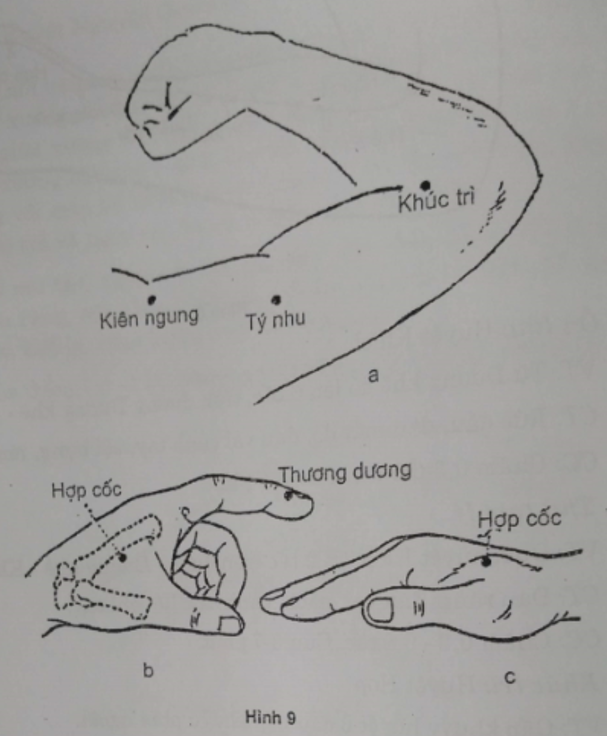 Khúc trì
Kiên ngung
Tý nhu
a
Thương dương
Hợp cốc
Hợp cốc
b
c
Hình 9